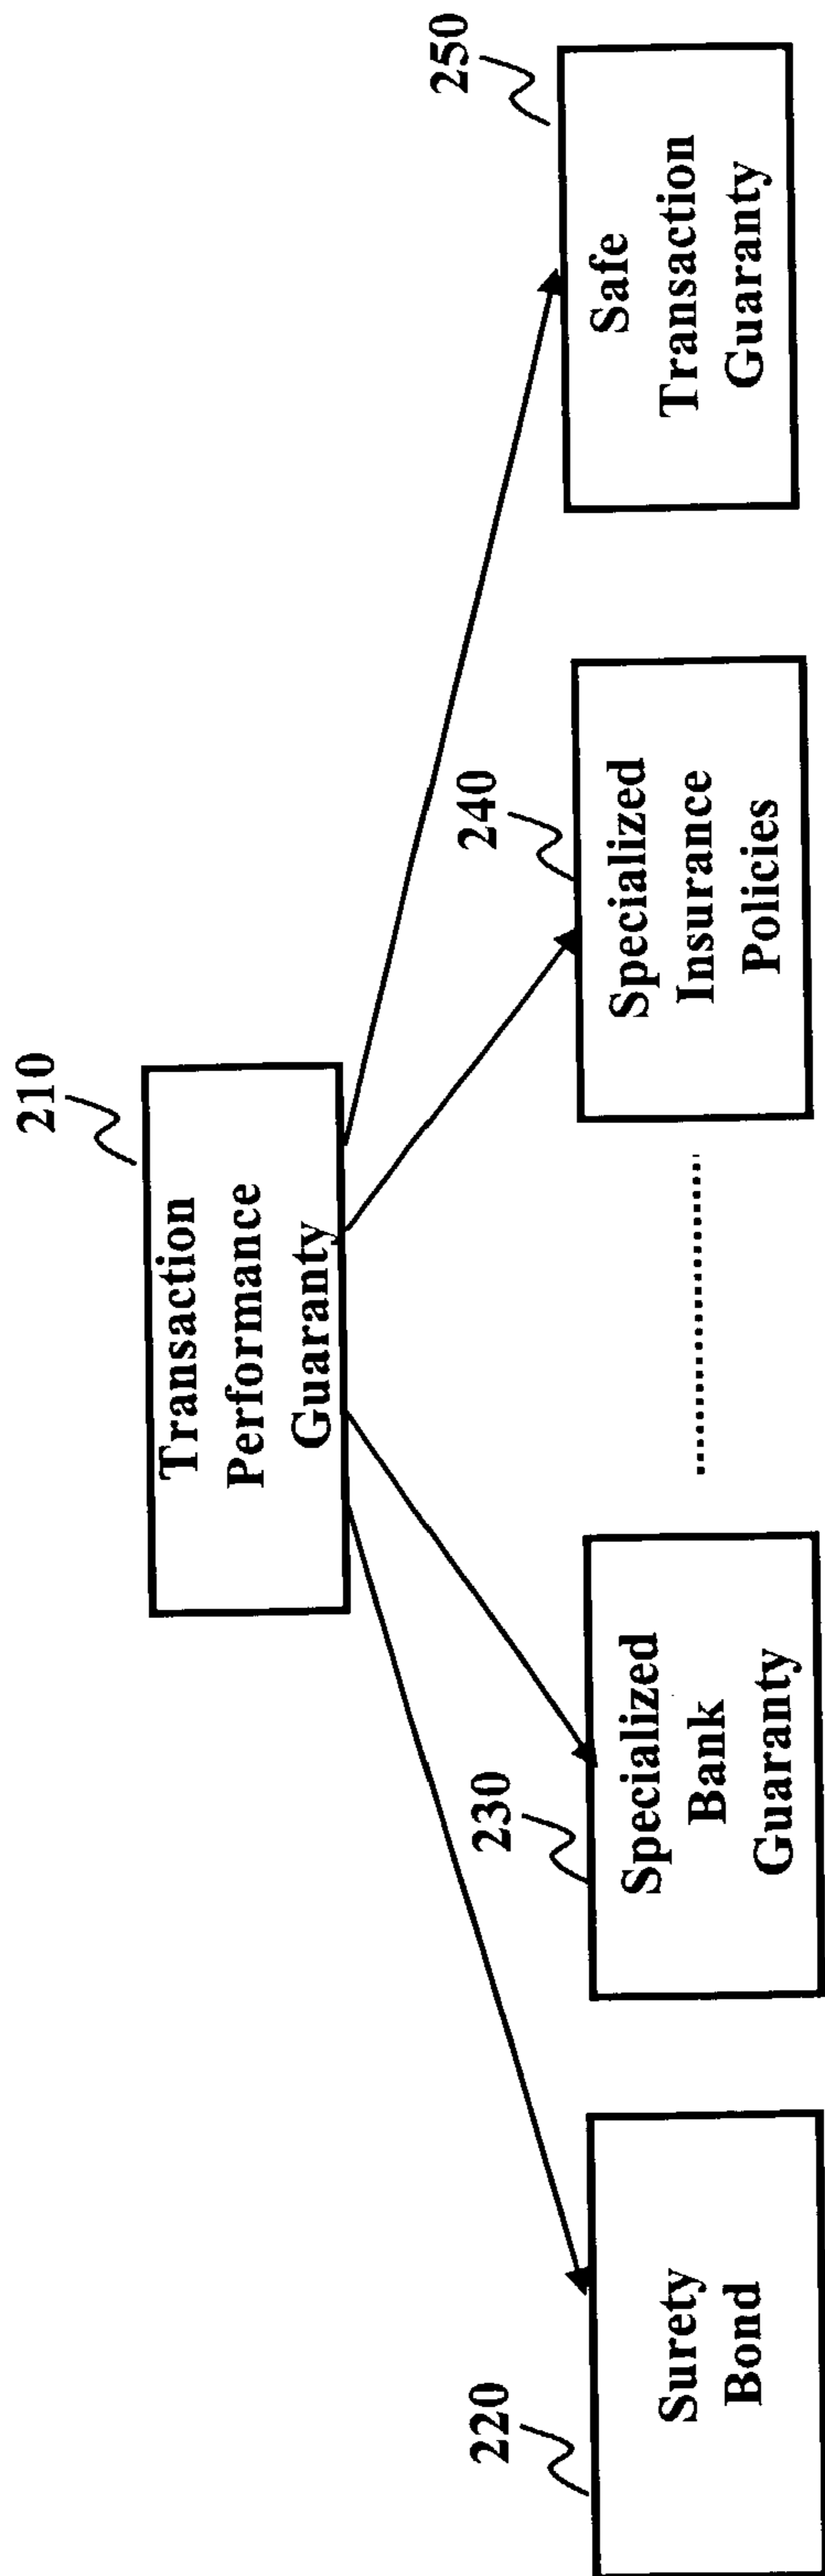 210
Transaction
Performance
Guaranty
220
Surety
Bond
230
Specialized
Bank
Guaranty
240
Specialized
Insurance
Policies
250
Safe
Transaction
Guaranty